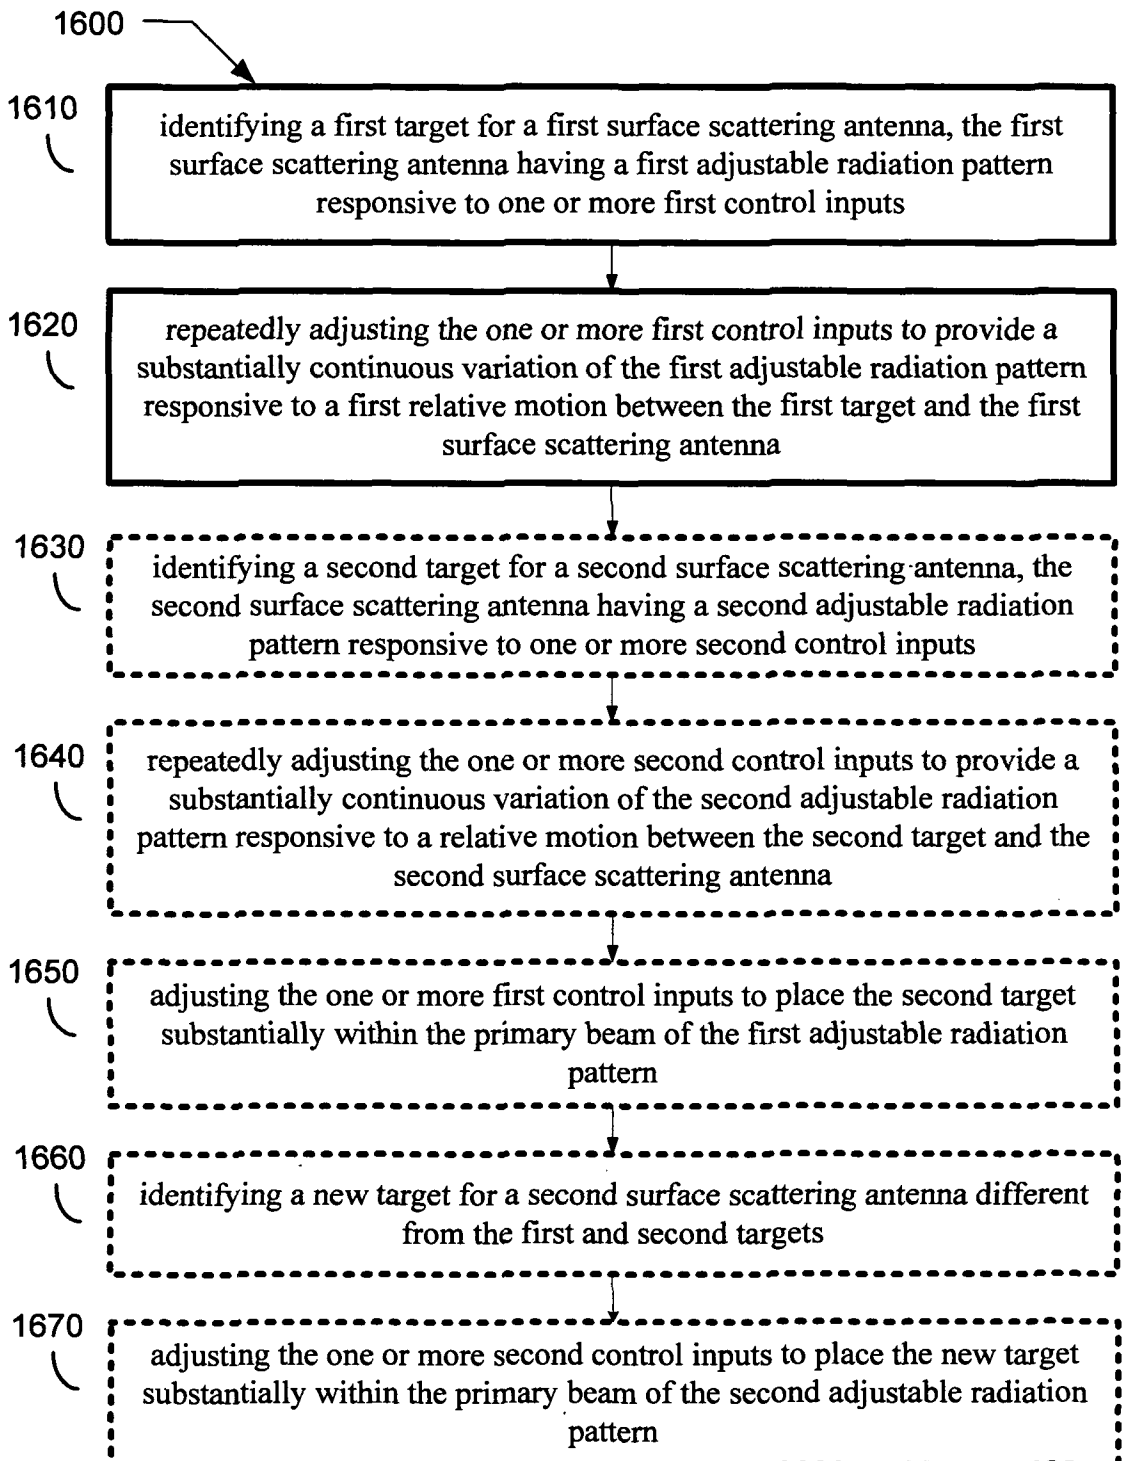 1600
1610
identifying a first target for a first surface scattering antenna, the first
surface scattering antenna having a first adjustable radiation pattern
responsive to one or more first control inputs
1620
repeatedly adjusting the one or more first control inputs to provide a
substantially continuous variation of the first adjustable radiation pattern
responsive to a first relative motion between the first target and the first
surface scattering antenna
1630
identifying a second target for a second surface scattering antenna, the
second surface scattering antenna having a second adjustable radiation
pattern responsive to one or more second control inputs
1640
repeatedly adjusting the one or more second control inputs to provide a
substantially continuous variation of the second adjustable radiation
pattern responsive to a relative motion between the second target and the
second surface scattering antenna
1650
adjusting the one or more first control inputs to place the second target
substantially within the primary beam of the first adjustable radiation
pattern
1660
identifying a new target for a second surface scattering antenna different
from the first and second targets
1670
adjusting the one or more second control inputs to place the new target
substantially within the primary beam of the second adjustable radiation
pattern